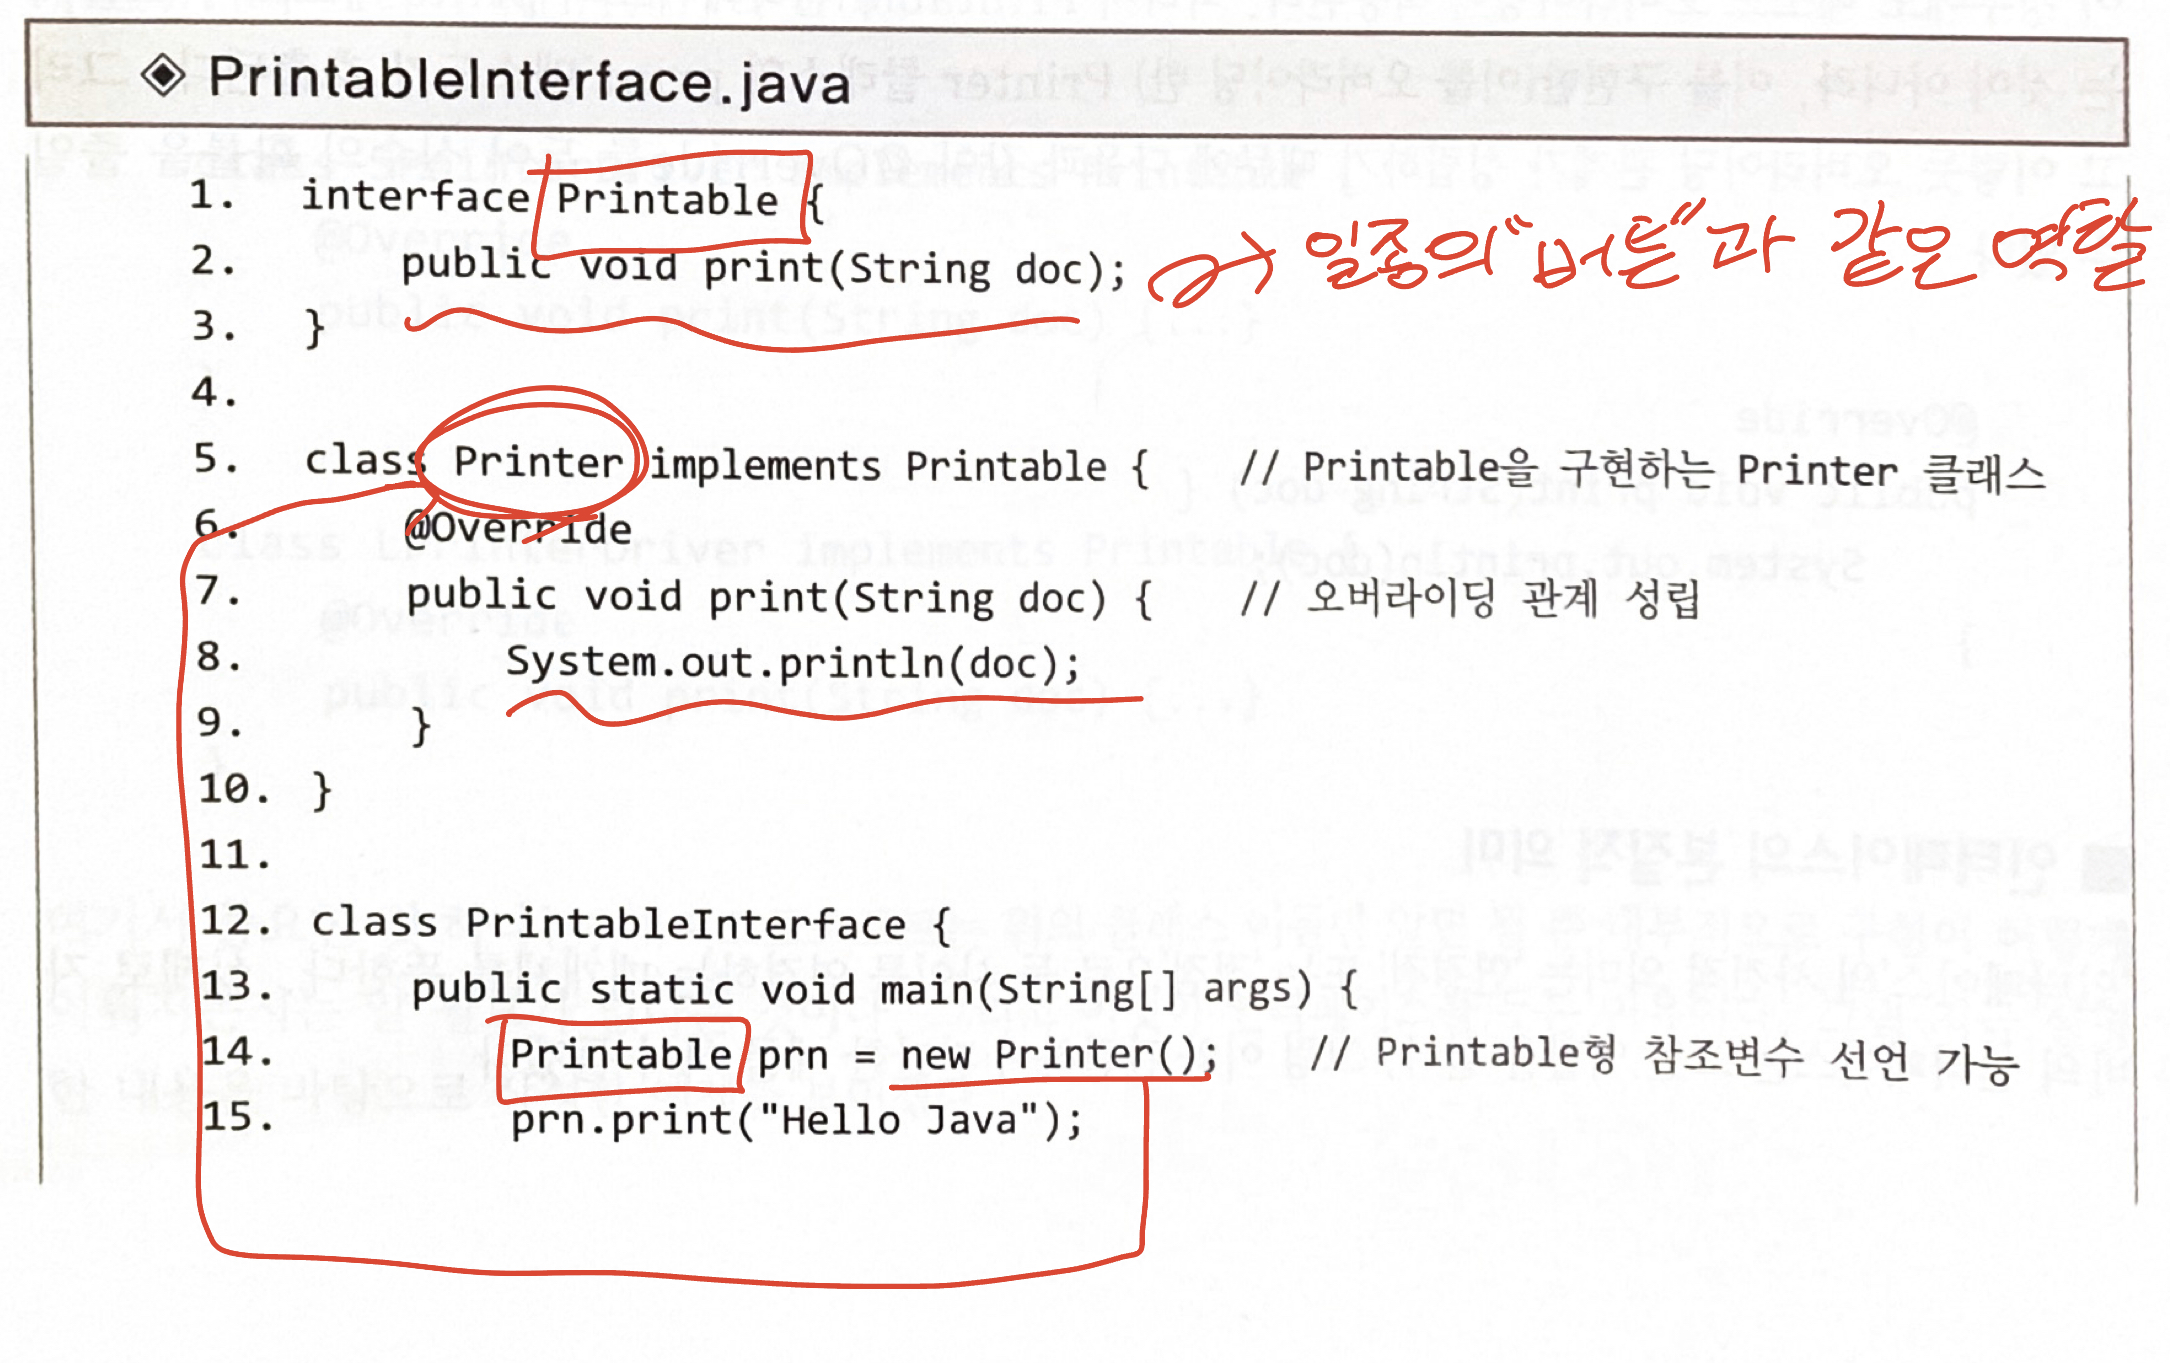 ◈ PrintableInterface.java
1. interface Printable {
2. public void print(String doc); → 일종의 "버튼"과 같은 역할
3. }
4.
5. class Printer implements Printable { // Printable을 구현하는 Printer 클래스
6. @Override
7. public void print(String doc) { // 오버라이딩 관계 성립
8. System.out.println(doc);
9. }
10. }
11.
12. class PrintableInterface {
13. public static void main(String[] args) {
14. Printable prn = new Printer(); // Printable형 참조변수 선언 가능
15. prn.print("Hello Java");